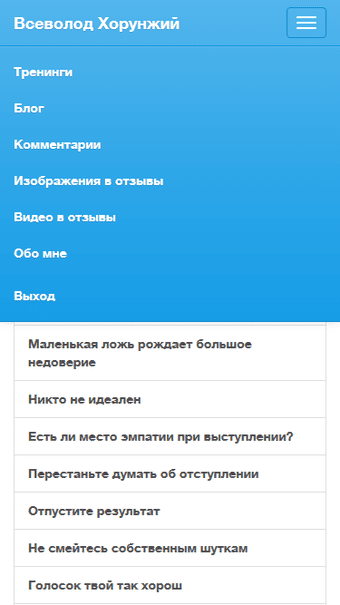 Всеволод Хорунжий
Тренинги
Блог
Комментарии
Изображения в отзывы
Видео в отзывы
Обо мне
Выход
Маленькая ложь рождает большое
недоверие
Никто не идеален
Есть ли место эмпатии при выступлении?
Перестаньте думать об отступлении
Отпустите результат
Не смейтесь собственным шуткам
Голосок твой так хорош